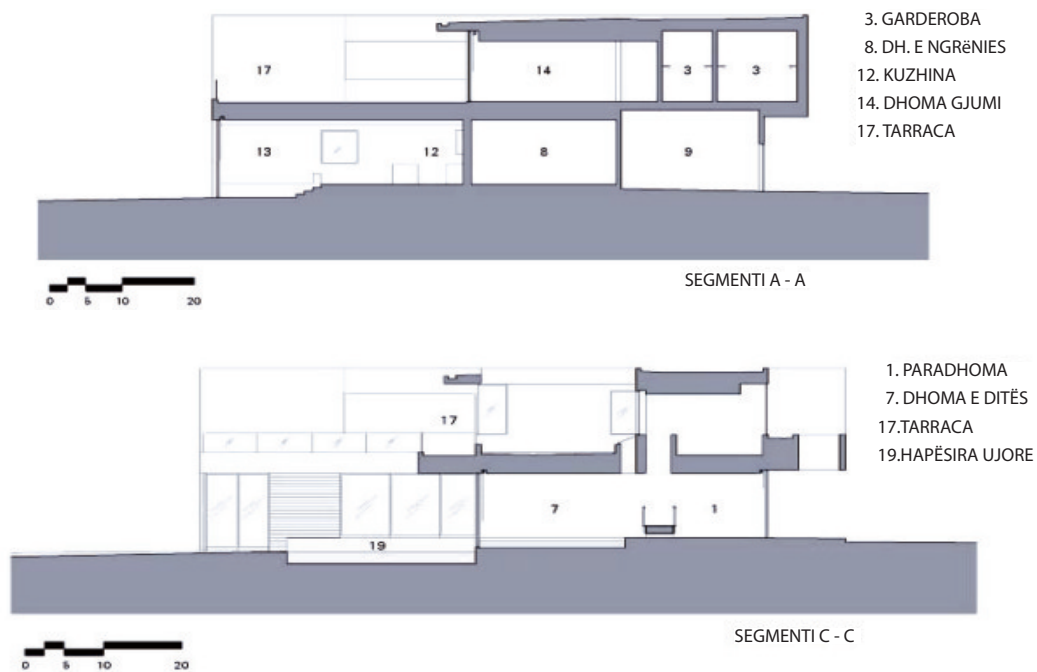 3. GARDEROBA
8. DH. E NGRëNIES
12. KUZHINA
14. DHOMA GJUMI
17. TARRACA
17
14
3
3
13
12
8
9
0 5 10 20
SEGMENTI A - A
1. PARADHOMA
7. DHOMA E DITËS
17.TARRACA
19.HAPËSIRA UJORE
17
7
1
19
0 5 10 20
SEGMENTI C - C